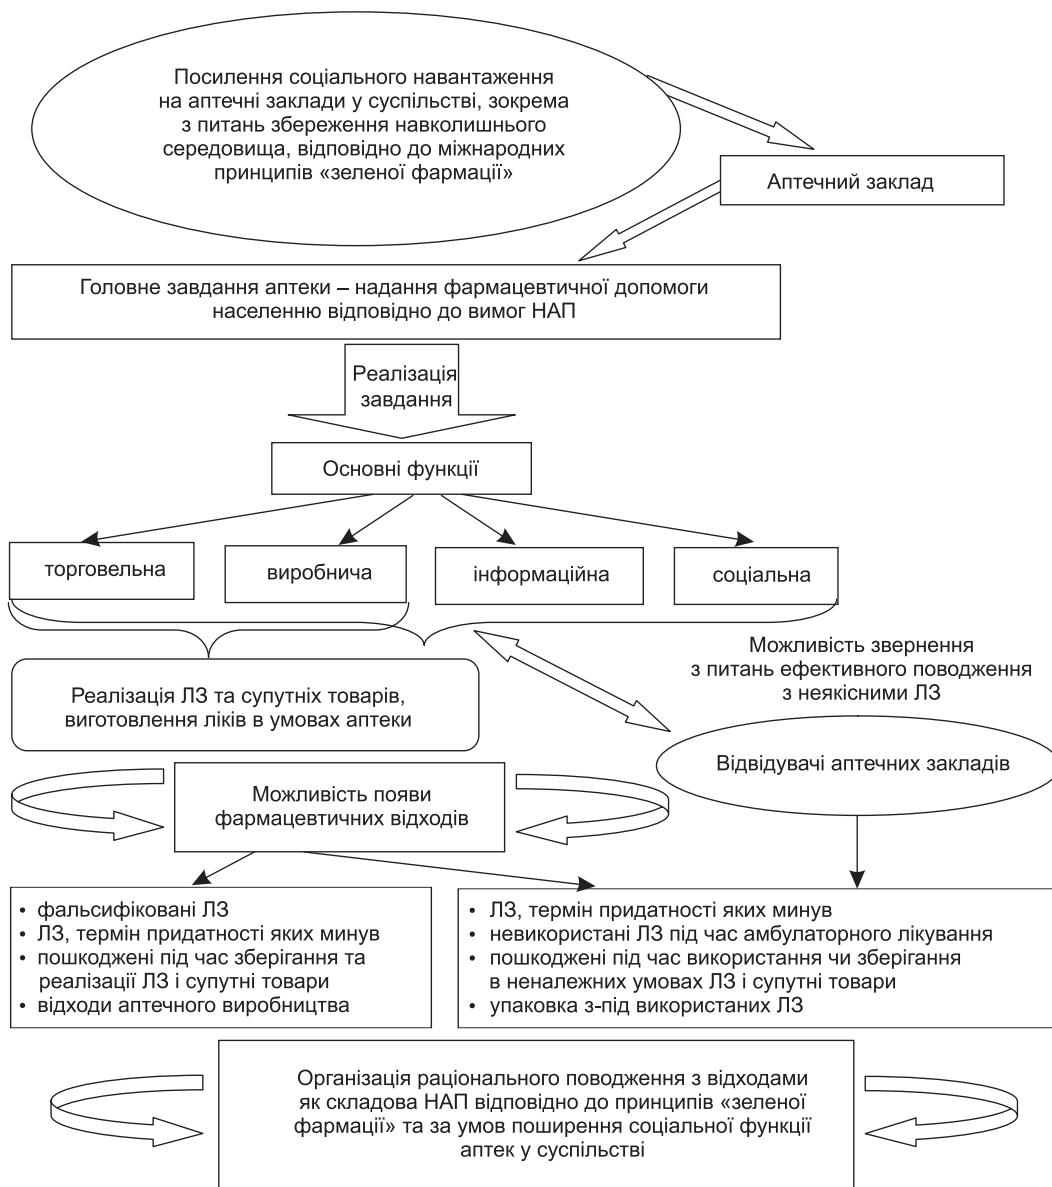 Посилення соціального навантаження
на аптечні заклади у суспільстві, зокрема
з питань збереження навколишнього
середовища, відповідно до міжнародних
принципів «зеленої фармації»
Аптечний заклад
Головне завдання аптеки – надання фармацевтичної допомоги
населенню відповідно до вимог НАП
Реалізація
завдання
Основні функції
торговельна
виробнича
інформаційна
соціальна
Можливість звернення
з питань ефективного поводження
з неякісними ЛЗ
Реалізація ЛЗ та супутніх товарів,
виготовлення ліків в умовах аптеки
Відвідувачі аптечних закладів
Можливість появи
фармацевтичних відходів
• фальсифіковані ЛЗ
• ЛЗ, термін придатності яких минув
• пошкоджені під час зберігання та
реалізації ЛЗ і супутні товари
• відходи аптечного виробництва
• ЛЗ, термін придатності яких минув
• невикористані ЛЗ під час амбулаторного лікування
• пошкоджені під час використання чи зберігання
в неналежних умовах ЛЗ і супутні товари
• упаковка з-під використаних ЛЗ
Організація раціонального поводження з відходами
як складова НАП відповідно до принципів «зеленої
фармації» та за умов поширення соціальної функції
аптек у суспільстві